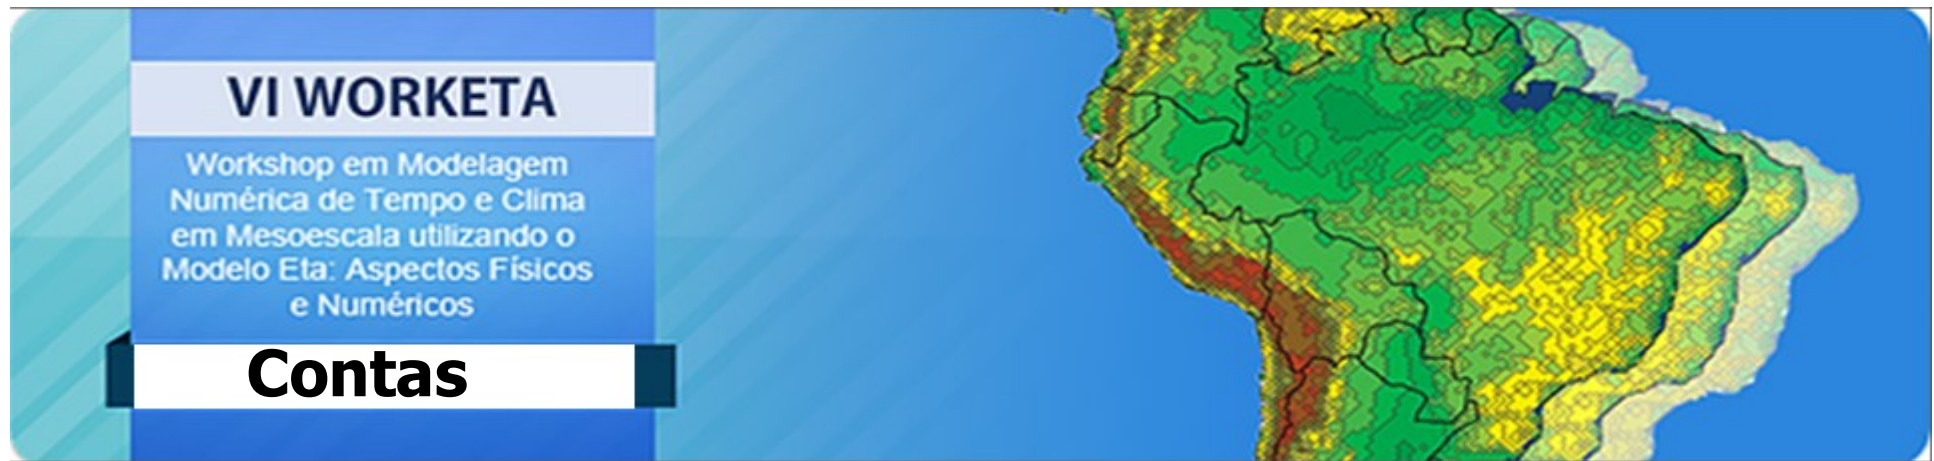 VI WORKETA
Workshop em Modelagem
Numérica de Tempo e Clima
em Mesoescala utilizando o
Modelo Eta: Aspectos Físicos
e Numéricos
Contas